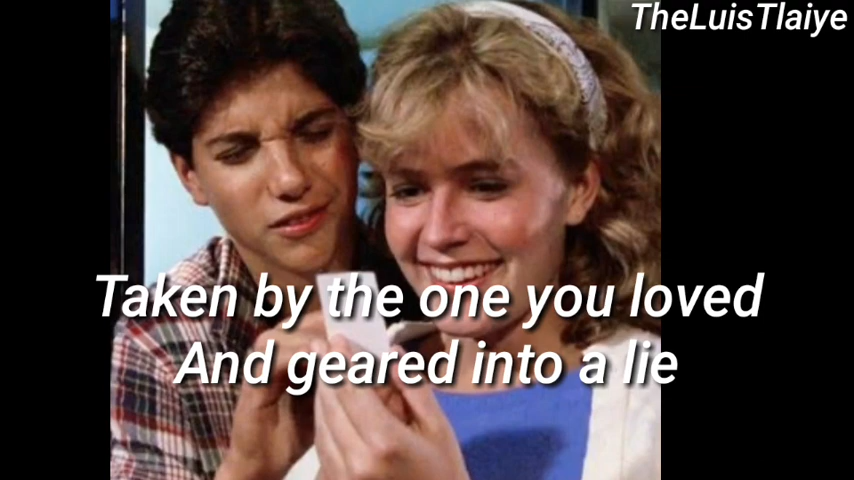 TheLuisTlaiye
Taken by the one you loved
And geared into a lie